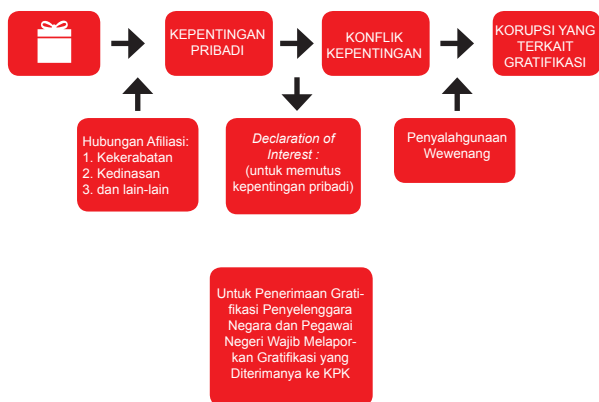 KEPENTINGAN
PRIBADI
KONFLIK
KEPENTINGAN
KORUPSI YANG
TERKAIT
GRATIFIKASI
Hubungan Afiliasi:
1. Kekerabatan
2. Kedinasan
3. dan lain-lain
Declaration of
Interest :
(untuk memutus
kepentingan pribadi)
Penyalahgunaan
Wewenang
Untuk Penerimaan Grati-
fikasi Penyelenggara
Negara dan Pegawai
Negeri Wajib Melapor-
kan Gratifikasi yang
Diterimanya ke KPK